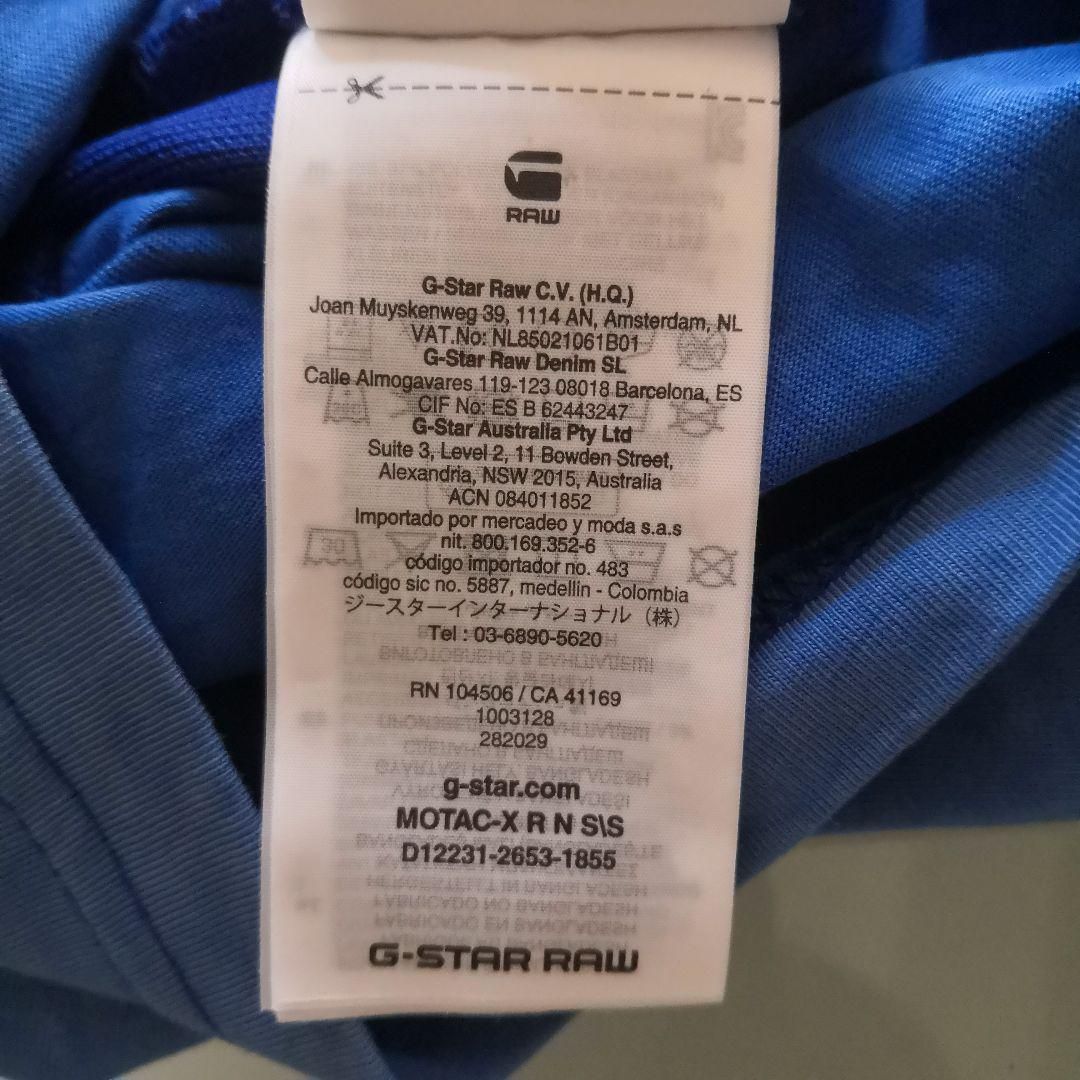 RAW
G-Star Raw C.V. (H.Q.)
Joan Muyskenweg 39, 1114 AN, Amsterdam, NL
VAT.No: NL85021061B01
G-Star Raw Denim SL
Calle Almogavares 119-123 08018 Barcelona, ES
CIF No: ES B 62443247
G-Star Australia Pty Ltd
Suite 3, Level 2, 11 Bowden Street,
Alexandria, NSW 2015, Australia
ACN 084011852
Importado por mercadeo y moda s.a.s
nit. 800.169.352-6
código importador no. 483
código sic no. 5887, medellin - Colombia
ジースターインターナショナル（株）
Tel : 03-6890-5620
RN 104506 / CA 41169
1003128
282029
g-star.com
MOTAC-X R N S\S
D12231-2653-1855
G-STAR RAW